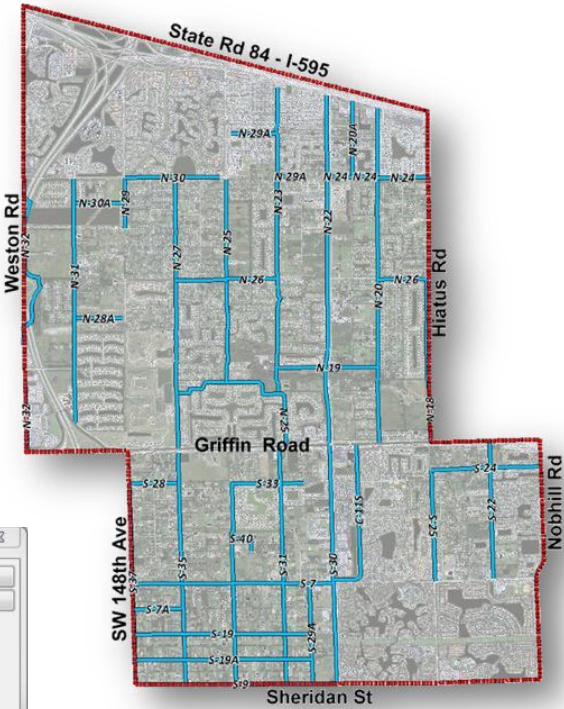 State Rd 84 - I-595
N-29A
N-20A
N-30
N-29A
N-24
N-24
N-24
N-30A
N-29
N-23
N-22
Weston Rd
N-32
N-31
N-27
N-25
N-26
N-20
N-26
Hiatus Rd
N-28A
N-19
N-32
N-25
N-18
Griffin Road
S-28
S-33
C-11S
S-24
S-25
S-22
Nobhill Rd
S-40
SW 148th Ave
S-37
S-35
S-31
S-30
S-7
S-7A
S-19
S-29A
S-19A
S-9
Sheridan St